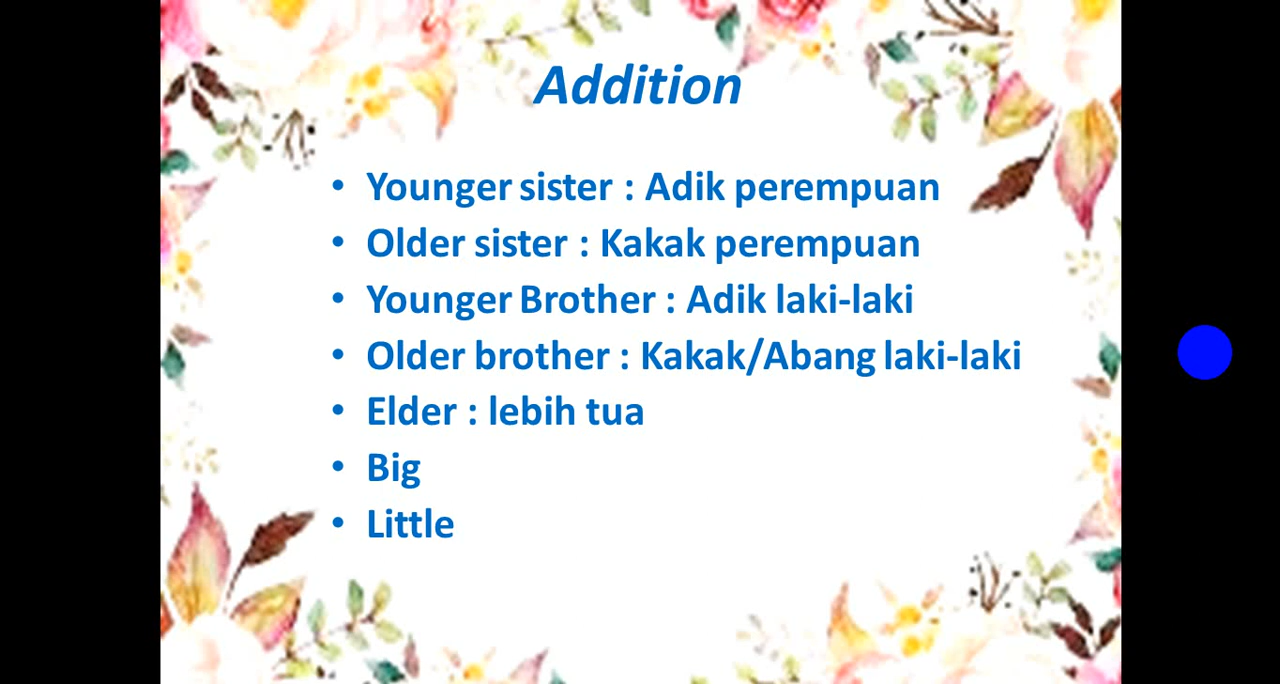 Addition
• Younger sister : Adik perempuan
• Older sister : Kakak perempuan
• Younger Brother : Adik laki-laki
• Older brother : Kakak/Abang laki-laki
• Elder : lebih tua
• Big
• Little